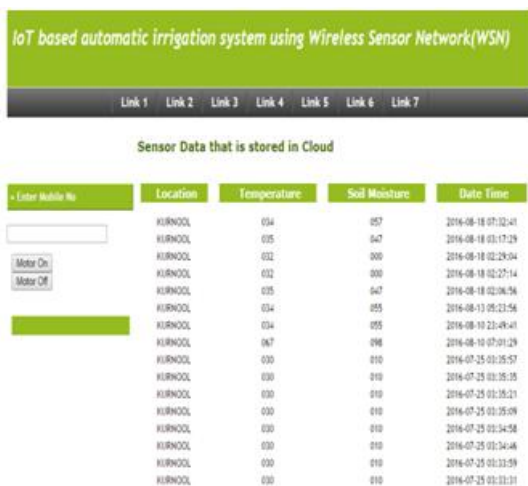 IoT based automatic irrigation system using Wireless Sensor Network(WSN)
Link 1 Link 2 Link 3 Link 4 Link 5 Link 6 Link 7
Sensor Data that is stored in Cloud
» Enter Mobile No
Motor On
Motor Off
Location Temperature Soil Moisture Date Time
KURNOOL 034 057 2016-08-18 07:32:41
KURNOOL 035 047 2016-08-18 03:17:29
KURNOOL 032 000 2016-08-18 02:29:04
KURNOOL 032 000 2016-08-18 02:27:14
KURNOOL 035 047 2016-08-18 02:06:56
KURNOOL 034 055 2016-08-13 05:23:56
KURNOOL 034 055 2016-08-10 23:49:41
KURNOOL 067 098 2016-08-10 07:01:29
KURNOOL 030 010 2016-07-25 03:35:57
KURNOOL 030 010 2016-07-25 03:35:35
KURNOOL 030 010 2016-07-25 03:35:21
KURNOOL 030 010 2016-07-25 03:35:09
KURNOOL 030 010 2016-07-25 03:34:58
KURNOOL 030 010 2016-07-25 03:34:46
KURNOOL 030 010 2016-07-25 03:33:59
KURNOOL 030 010 2016-07-25 03:33:31